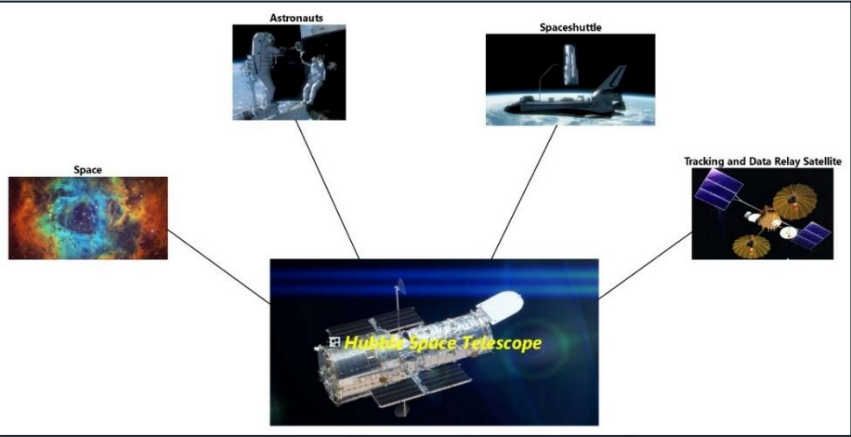 Astronauts
Spaceshuttle
Space
Tracking and Data Relay Satellite
Hubble Space Telescope